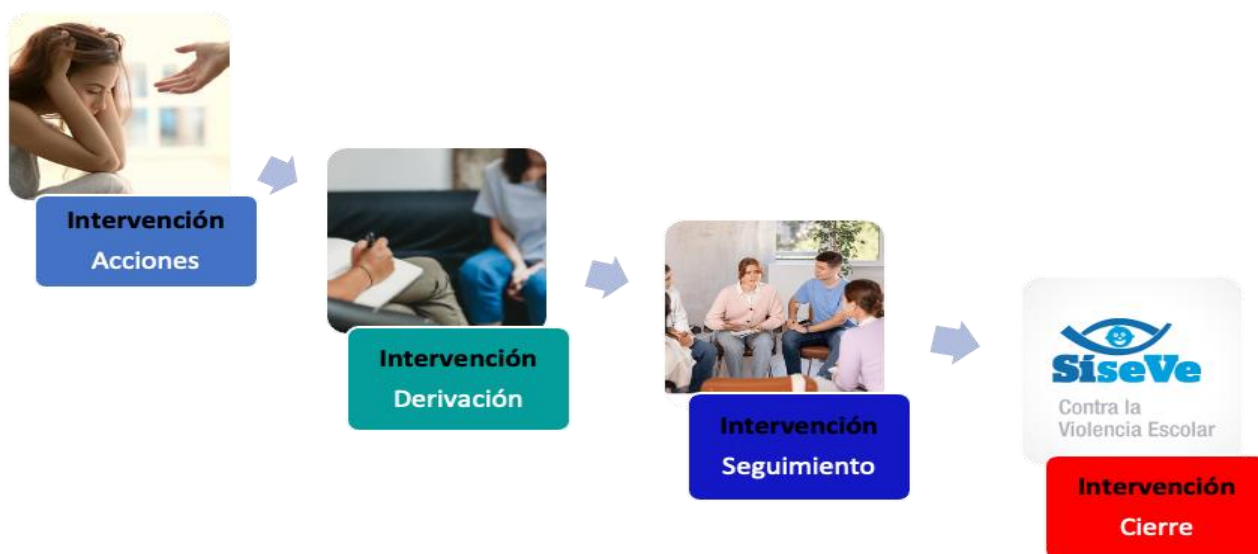 Intervención
Acciones
Intervención
Derivación
Intervención
Seguimiento
SíseVe
Contra la
Violencia Escolar
Intervención
Cierre